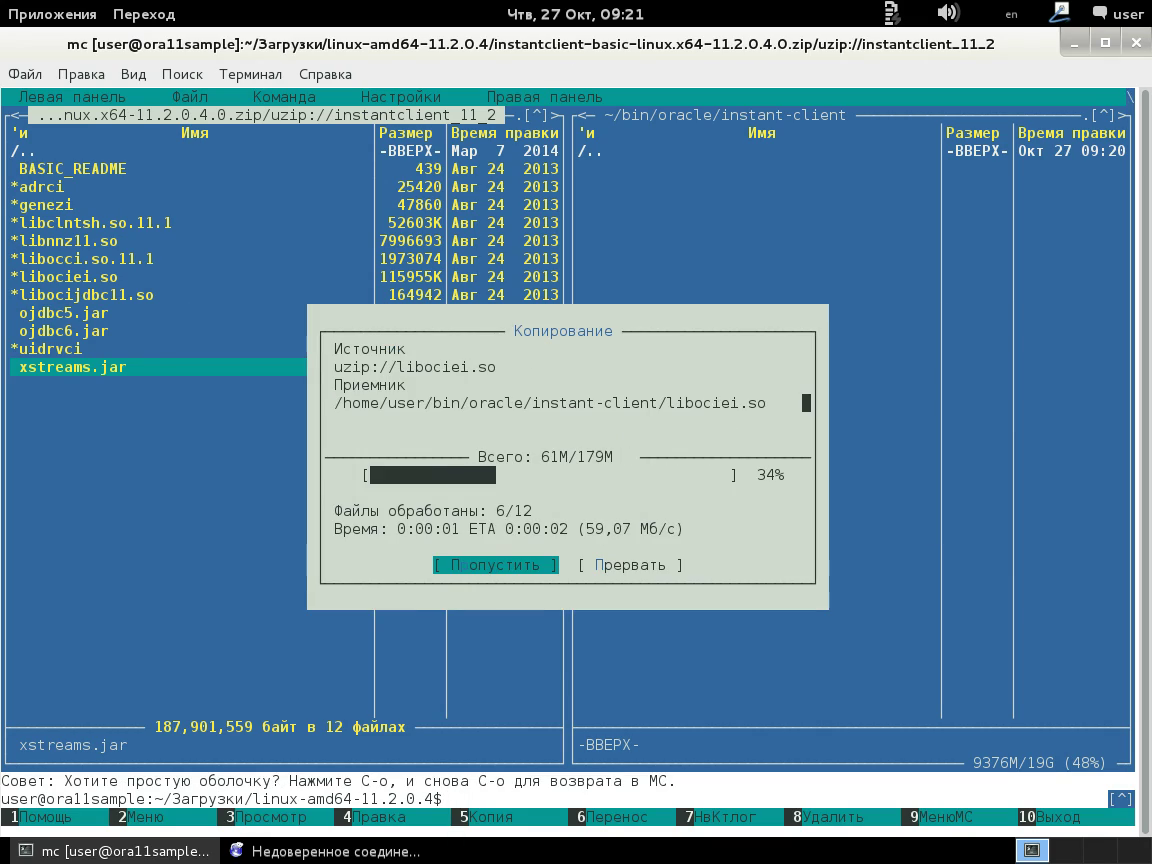 Приложения Переход Чтв, 27 Окт, 09:21 en user
mc [user@ora11sample]:~/Загрузки/linux-amd64-11.2.0.4/instantclient-basic-linux.x64-11.2.0.4.0.zip/uzip://instantclient_11_2
Файл Правка Вид Поиск Терминал Справка
Левая панель Файл Команда Настройки Правая панель
<— ...nux.x64-11.2.0.4.0.zip/uzip://instantclient_11_2 —.[^]> <— ~/bin/oracle/instant-client —.[^]>
'и Имя Размер Время правки 'и Имя Размер Время правки
/.. -ВВЕРХ- Мар 7 2014 /.. -ВВЕРХ- Окт 27 09:20
BASIC_README 439 Авг 24 2013
*adrci 25420 Авг 24 2013
*genezi 47860 Авг 24 2013
*libclntsh.so.11.1 52603K Авг 24 2013
*libnnz11.so 7996693 Авг 24 2013
*libocci.so.11.1 1973074 Авг 24 2013
*libociei.so 115955K Авг 24 2013
*libocijdbc11.so 164942 Авг 24 2013
ojdbc5.jar
ojdbc6.jar
*uidrvci
xstreams.jar
Копирование
Источник
uzip://libociei.so
Приемник
/home/user/bin/oracle/instant-client/libociei.so
Всего: 61M/179M
[ ] 34%
Файлы обработаны: 6/12
Время: 0:00:01 ETA 0:00:02 (59,07 Мб/с)
[ Пропустить ] [ Прервать ]
187,901,559 байт в 12 файлах
xstreams.jar -ВВЕРХ-
9376M/19G (48%)
Совет: Хотите простую оболочку? Нажмите C-o, и снова C-o для возврата в MC.
user@ora11sample:~/Загрузки/linux-amd64-11.2.0.4$ [^]
1Помощь 2Меню 3Просмотр 4Правка 5Копия 6Перенос 7НвКтлог 8Удалить 9МенюMC 10Выход
mc [user@ora11sample... Недоверенное соедине...